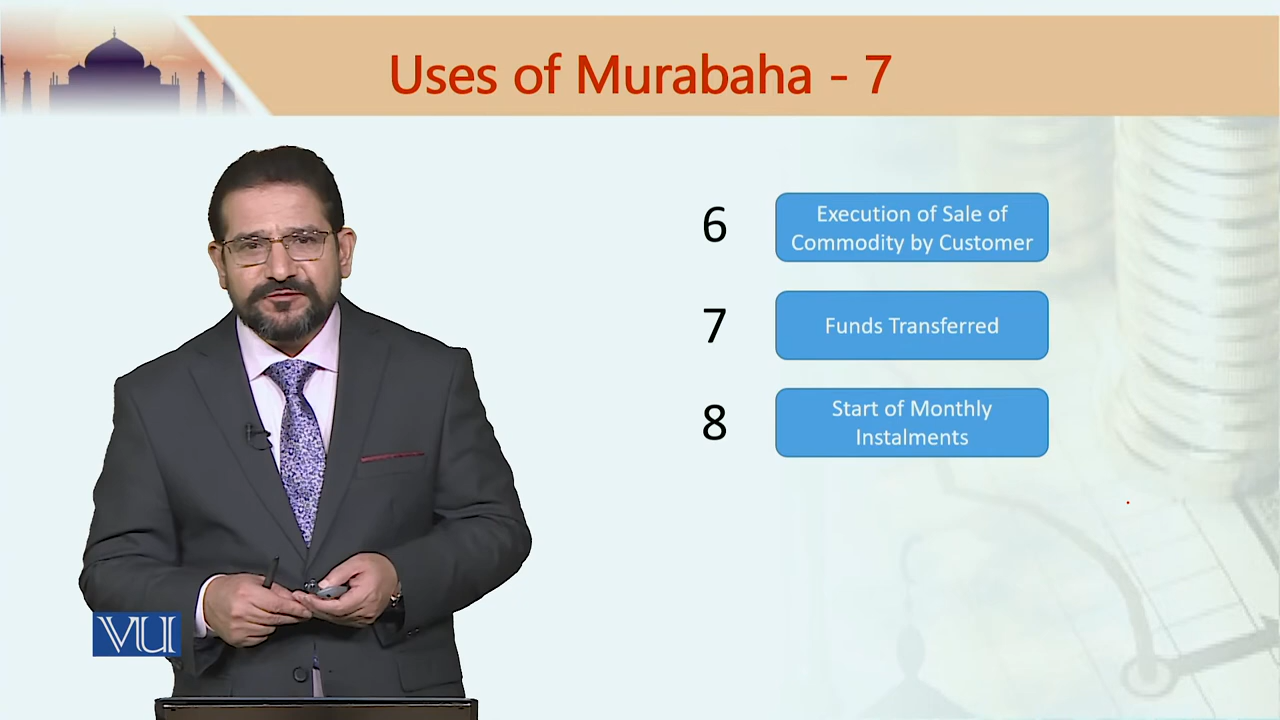 Uses of Murabaha - 7
6
Execution of Sale of
Commodity by Customer
7
Funds Transferred
8
Start of Monthly
Instalments
VU